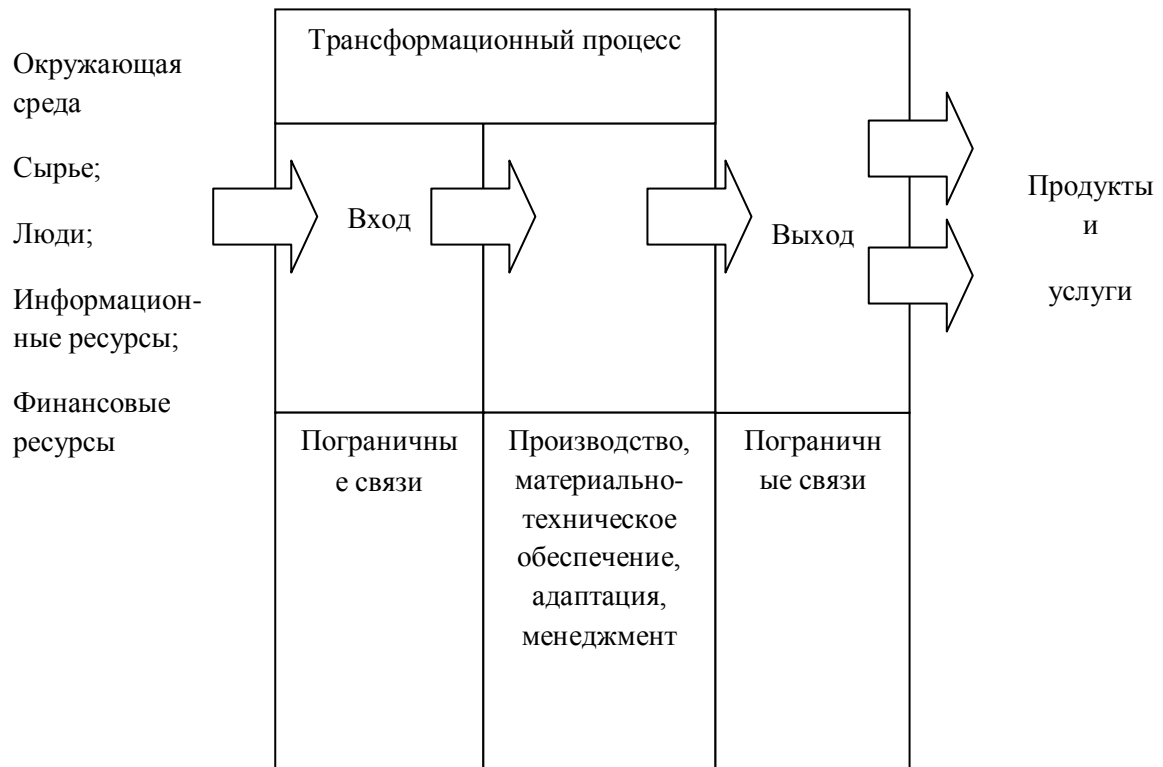 Окружающая
среда
Сырье;
Люди;
Информацион-
ные ресурсы;
Финансовые
ресурсы
Трансформационный процесс
Вход
Выход
Продукты
и
услуги
Пограничны
е связи
Производство,
материально-
техническое
обеспечение,
адаптация,
менеджмент
Пограничн
ые связи